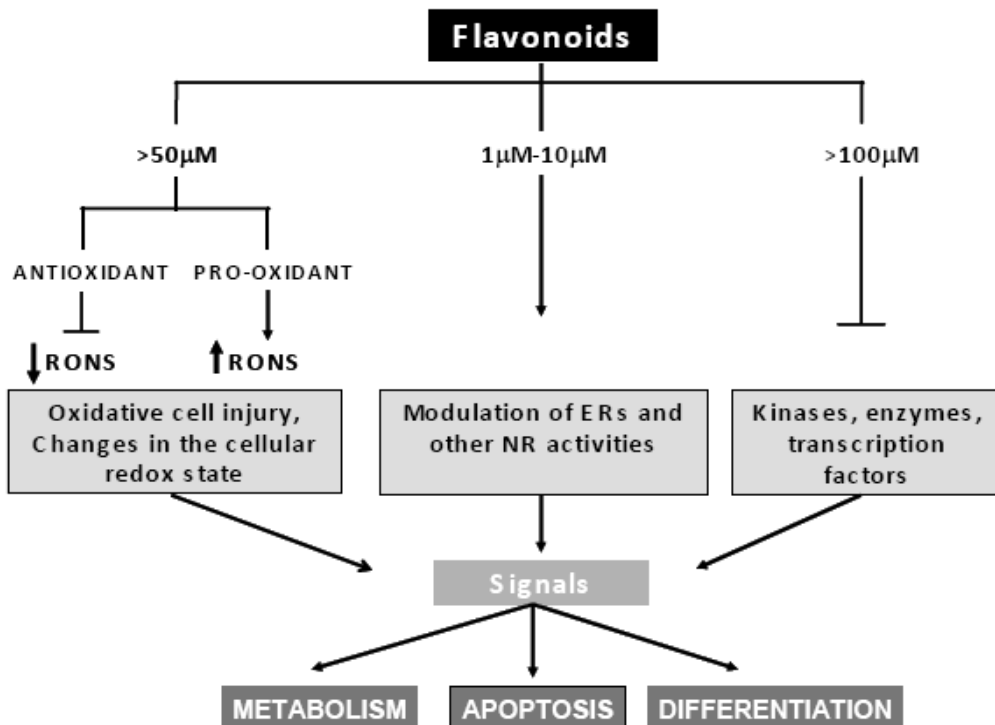 Flavonoids
>50μM
1μM-10μM
>100μM
ANTIOXIDANT
PRO-OXIDANT
RONS
RONS
Oxidative cell injury,
Changes in the cellular
redox state
Modulation of ERs and
other NR activities
Kinases, enzymes,
transcription
factors
Signals
METABOLISM
APOPTOSIS
DIFFERENTIATION